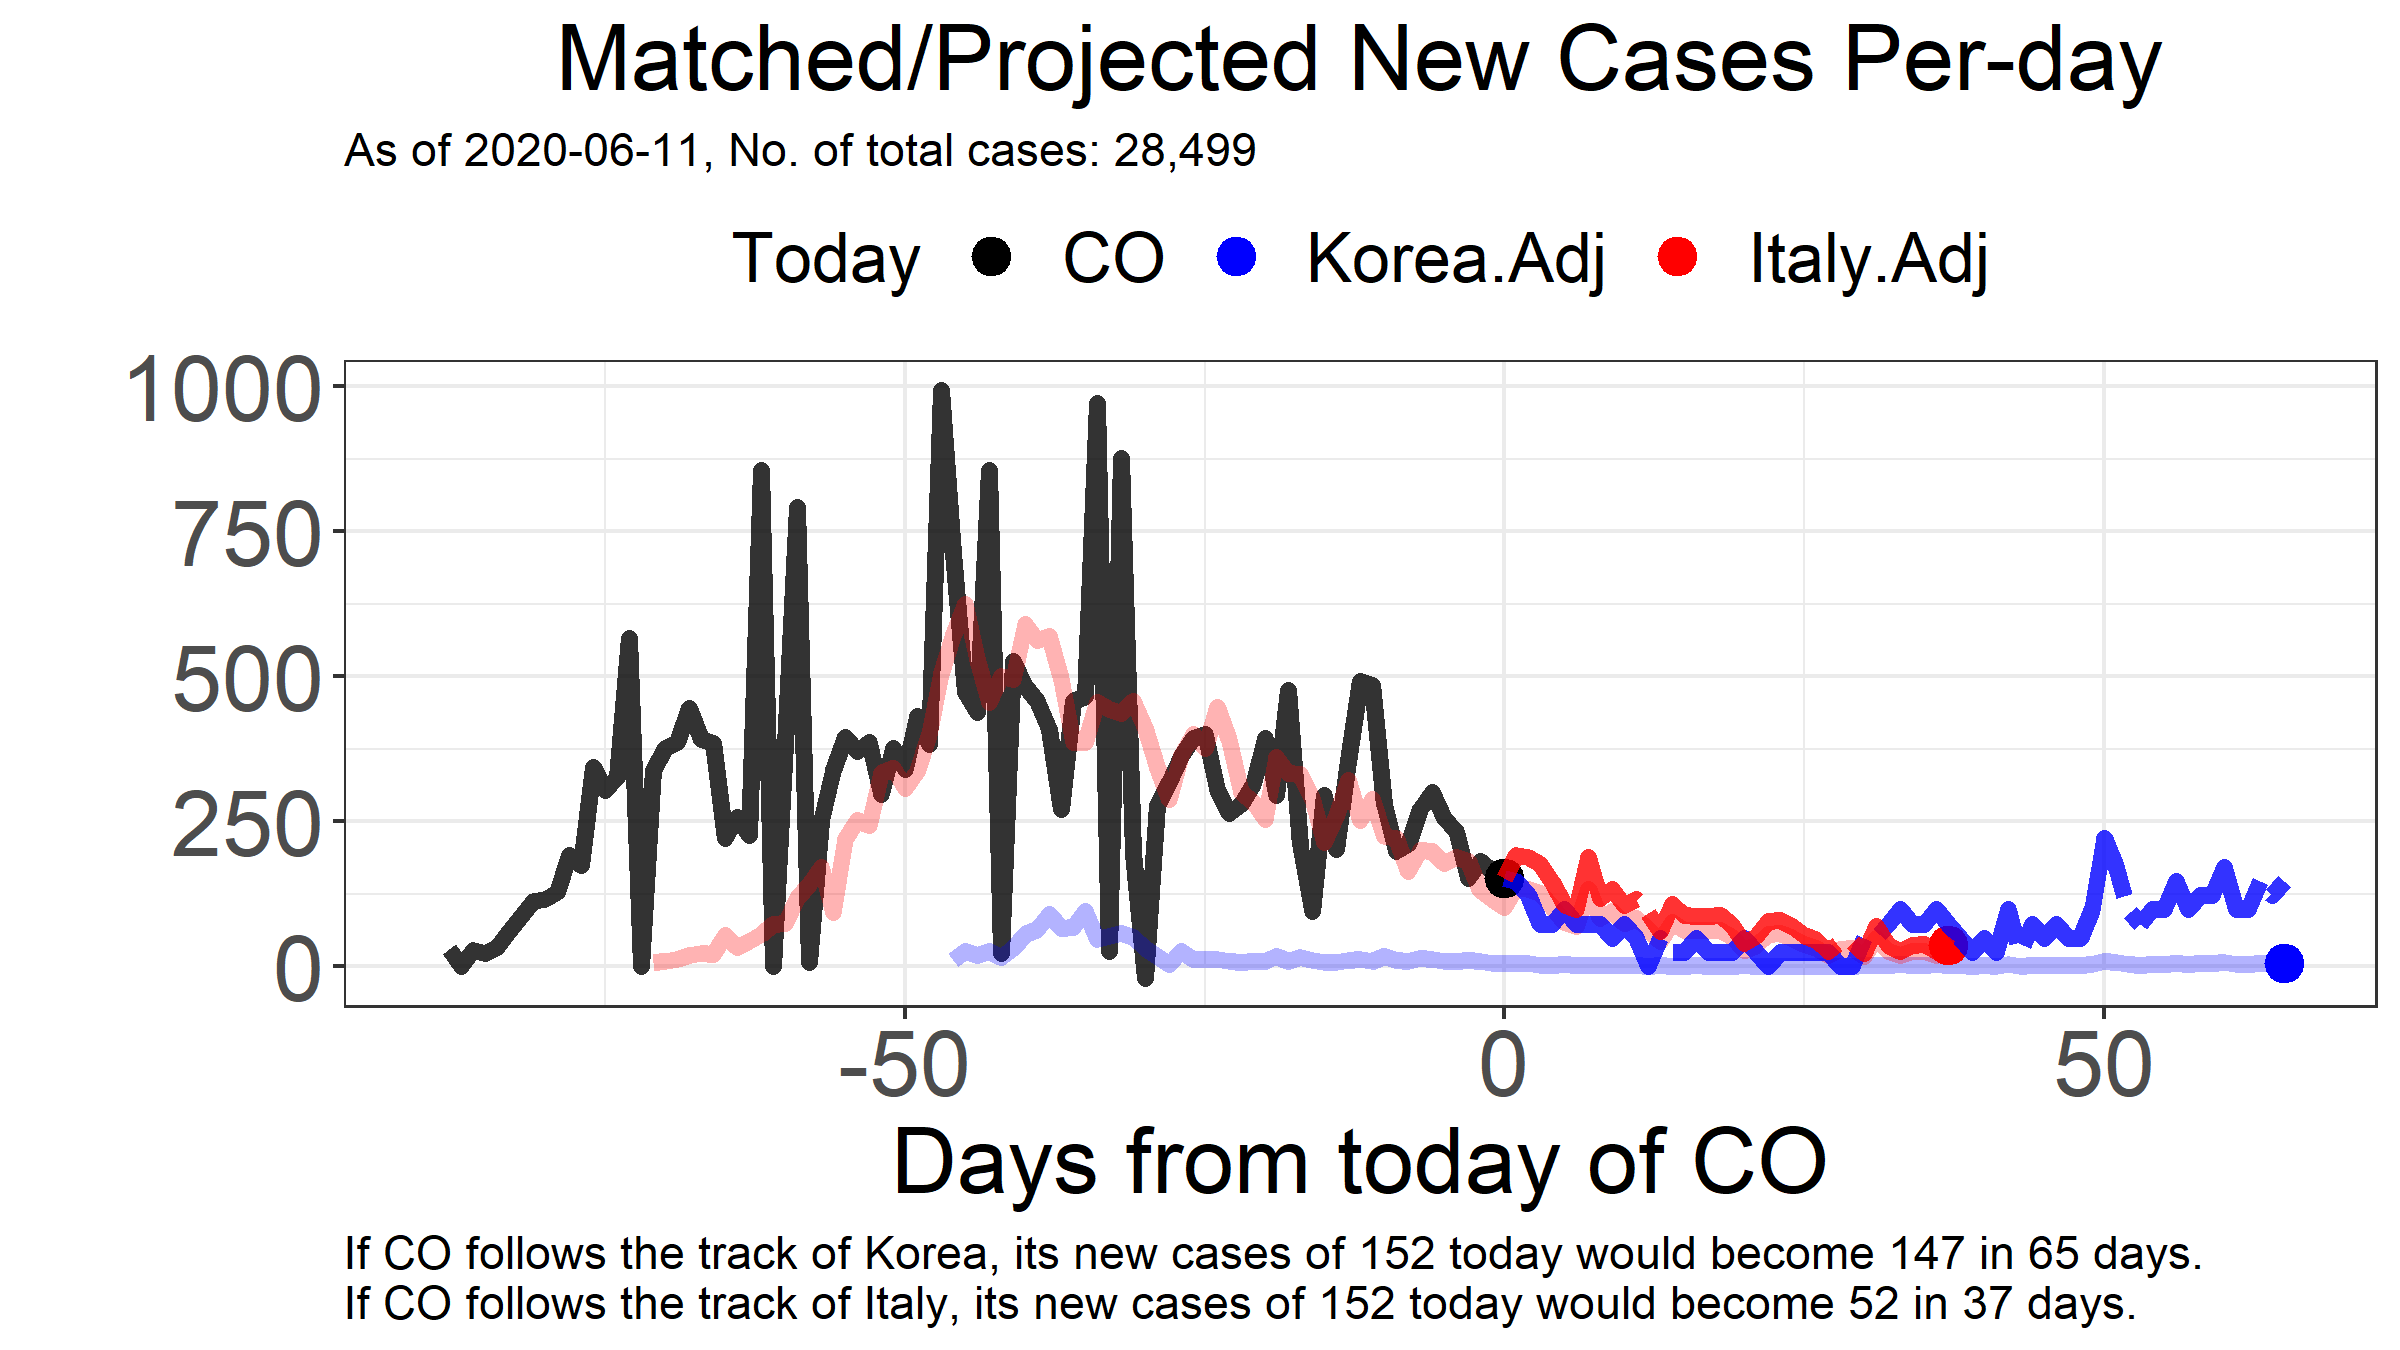 Matched/Projected New Cases Per-day
As of 2020-06-11, No. of total cases: 28,499
Today CO Korea.Adj Italy.Adj
1000
750
500
250
0
-50 0 50
Days from today of CO
If CO follows the track of Korea, its new cases of 152 today would become 147 in 65 days.
If CO follows the track of Italy, its new cases of 152 today would become 52 in 37 days.